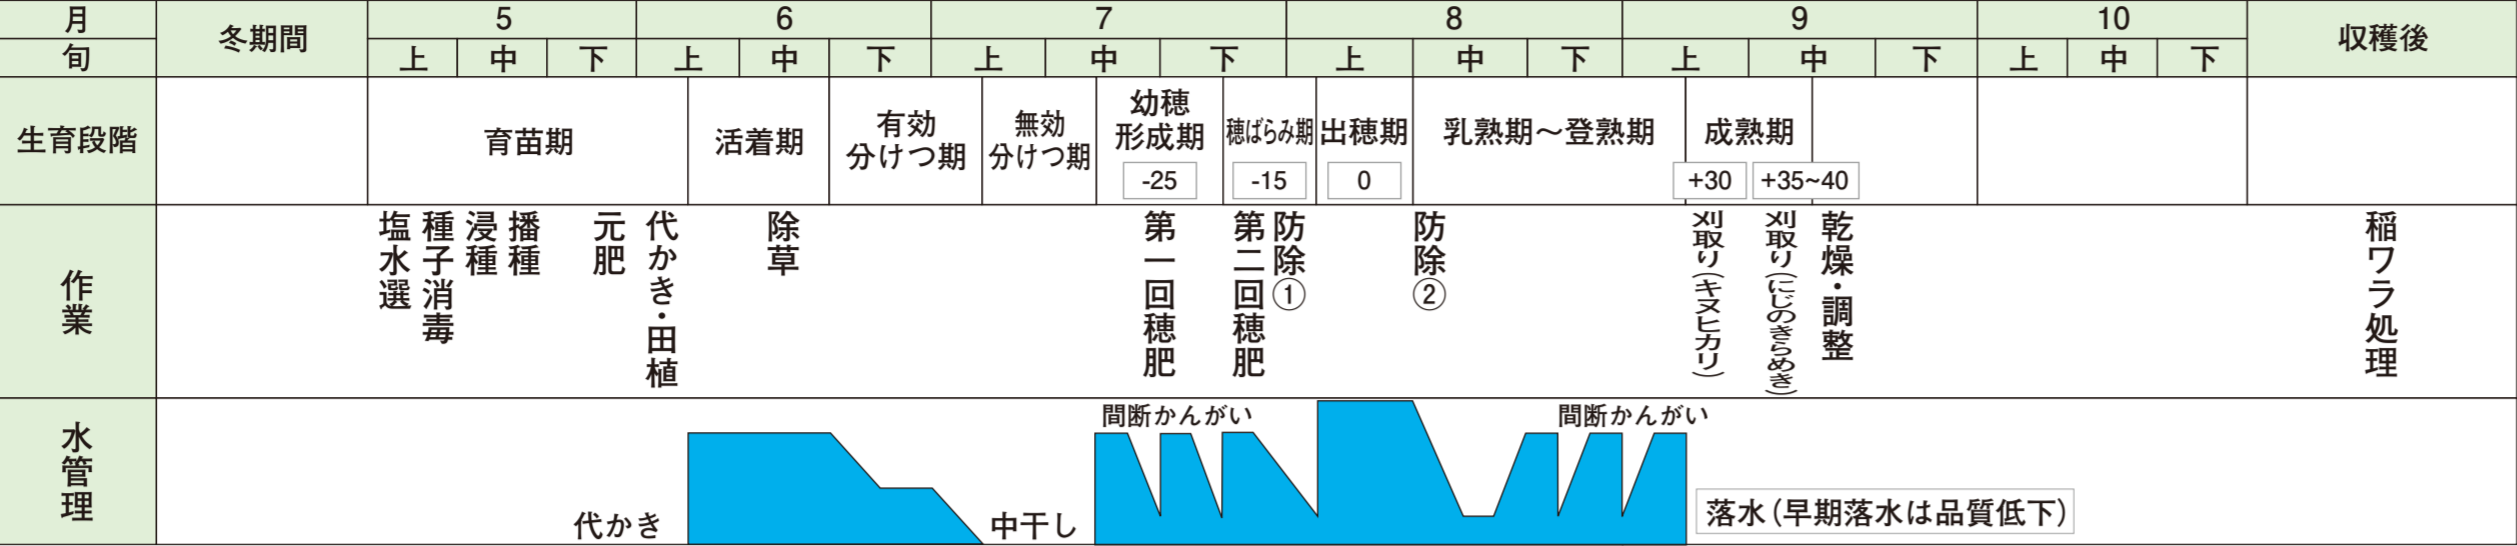 月
冬期間
5
6
7
8
9
10
収穫後
旬
上
中
下
上
中
下
上
中
下
上
中
下
上
中
下
上
中
下
生育段階
育苗期
活着期
有効
分けつ期
無効
分けつ期
幼穂
形成期
-25
穂ばらみ期
-15
出穂期
0
乳熟期～登熟期
成熟期
+30
+35~40
作業
塩水選
種子消毒
浸種
播種
元肥
代かき・田植
除草
第一回穂肥
第二回穂肥
防除①
防除②
刈取り(キヌヒカリ)
刈取り(にじのきらめき)
乾燥・調整
稲ワラ処理
水管理
代かき
中干し
間断かんがい
間断かんがい
落水(早期落水は品質低下)